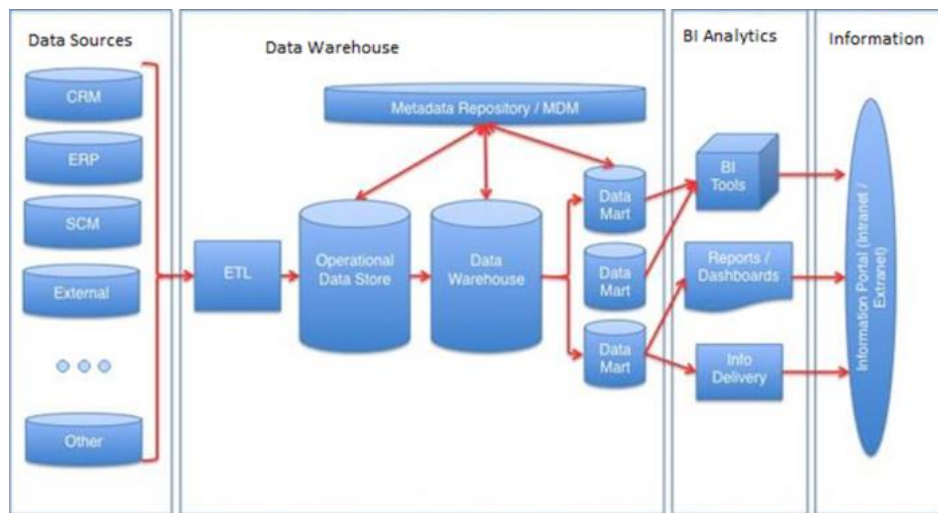 Data Sources
Data Warehouse
BI Analytics
Information
CRM
ERP
SCM
External
Other
ETL
Metadata Repository / MDM
Operational
Data Store
Data
Warehouse
Data
Mart
Data
Mart
Data
Mart
BI
Tools
Reports /
Dashboards
Info
Delivery
Information Portal (Intranet /
Extranet)